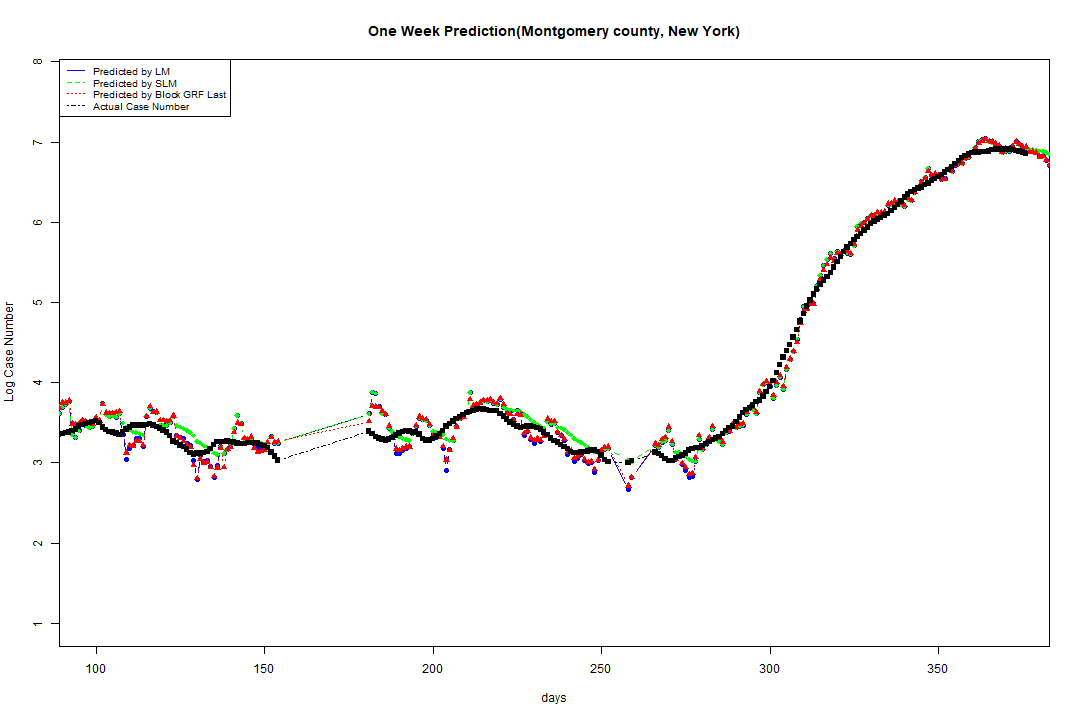 One Week Prediction(Montgomery county, New York)
Predicted by LM
Predicted by SLM
Predicted by Block GRF Last
Actual Case Number
Log Case Number
8
7
6
5
4
3
2
1
100 150 200 250 300 350
days